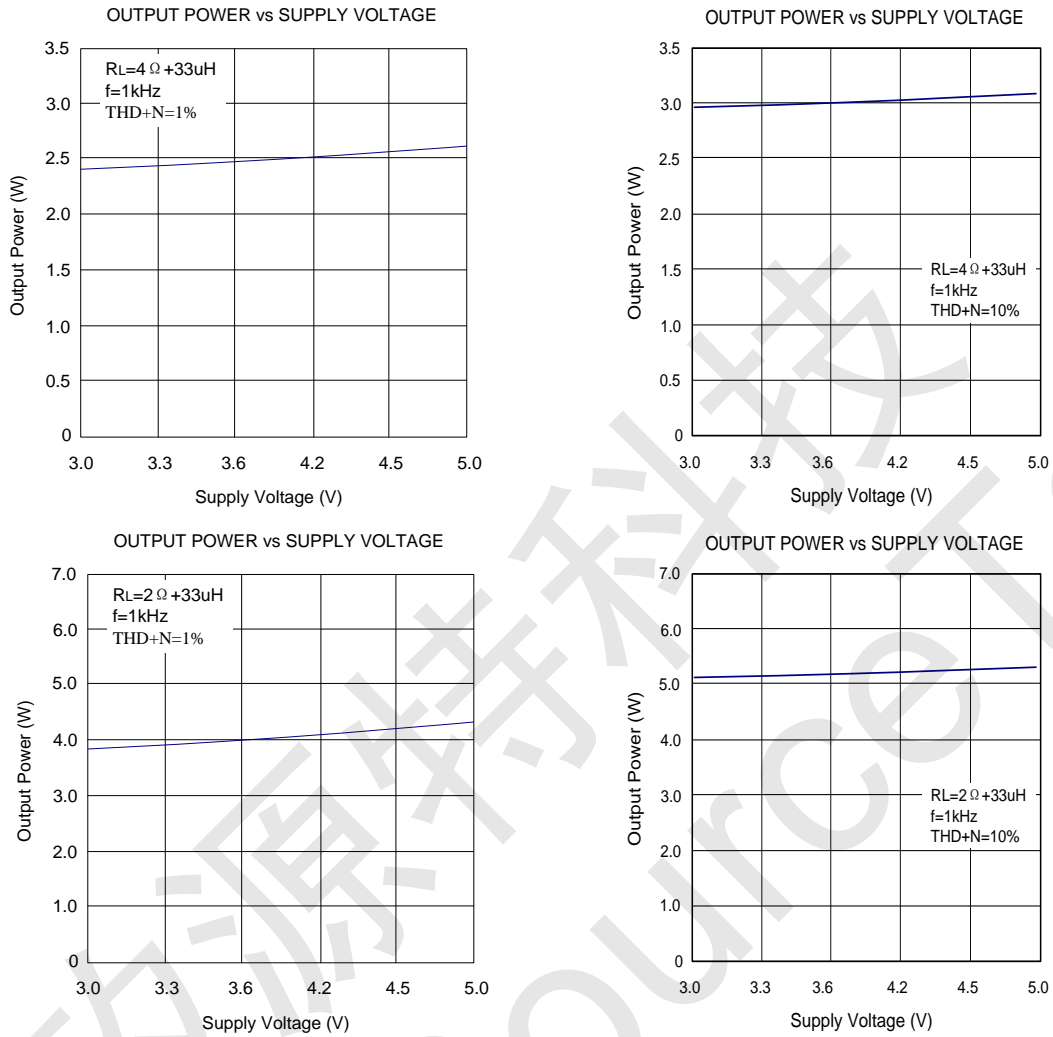 OUTPUT POWER vs SUPPLY VOLTAGE
3.5
3.0
2.5
2.0
1.5
1.0
0.5
0
RL=4Ω+33uH
f=1kHz
THD+N=1%
Output Power (W)
3.0 3.3 3.6 4.2 4.5 5.0
Supply Voltage (V)
OUTPUT POWER vs SUPPLY VOLTAGE
3.5
3.0
2.5
2.0
1.5
1.0
0.5
0
RL=4Ω+33uH
f=1kHz
THD+N=10%
Output Power (W)
3.0 3.3 3.6 4.2 4.5 5.0
Supply Voltage (V)
OUTPUT POWER vs SUPPLY VOLTAGE
7.0
6.0
5.0
4.0
3.0
2.0
1.0
0
RL=2Ω+33uH
f=1kHz
THD+N=1%
Output Power (W)
3.0 3.3 3.6 4.2 4.5 5.0
Supply Voltage (V)
OUTPUT POWER vs SUPPLY VOLTAGE
7.0
6.0
5.0
4.0
3.0
2.0
1.0
0
RL=2Ω+33uH
f=1kHz
THD+N=10%
Output Power (W)
3.0 3.3 3.6 4.2 4.5 5.0
Supply Voltage (V)
源特科技